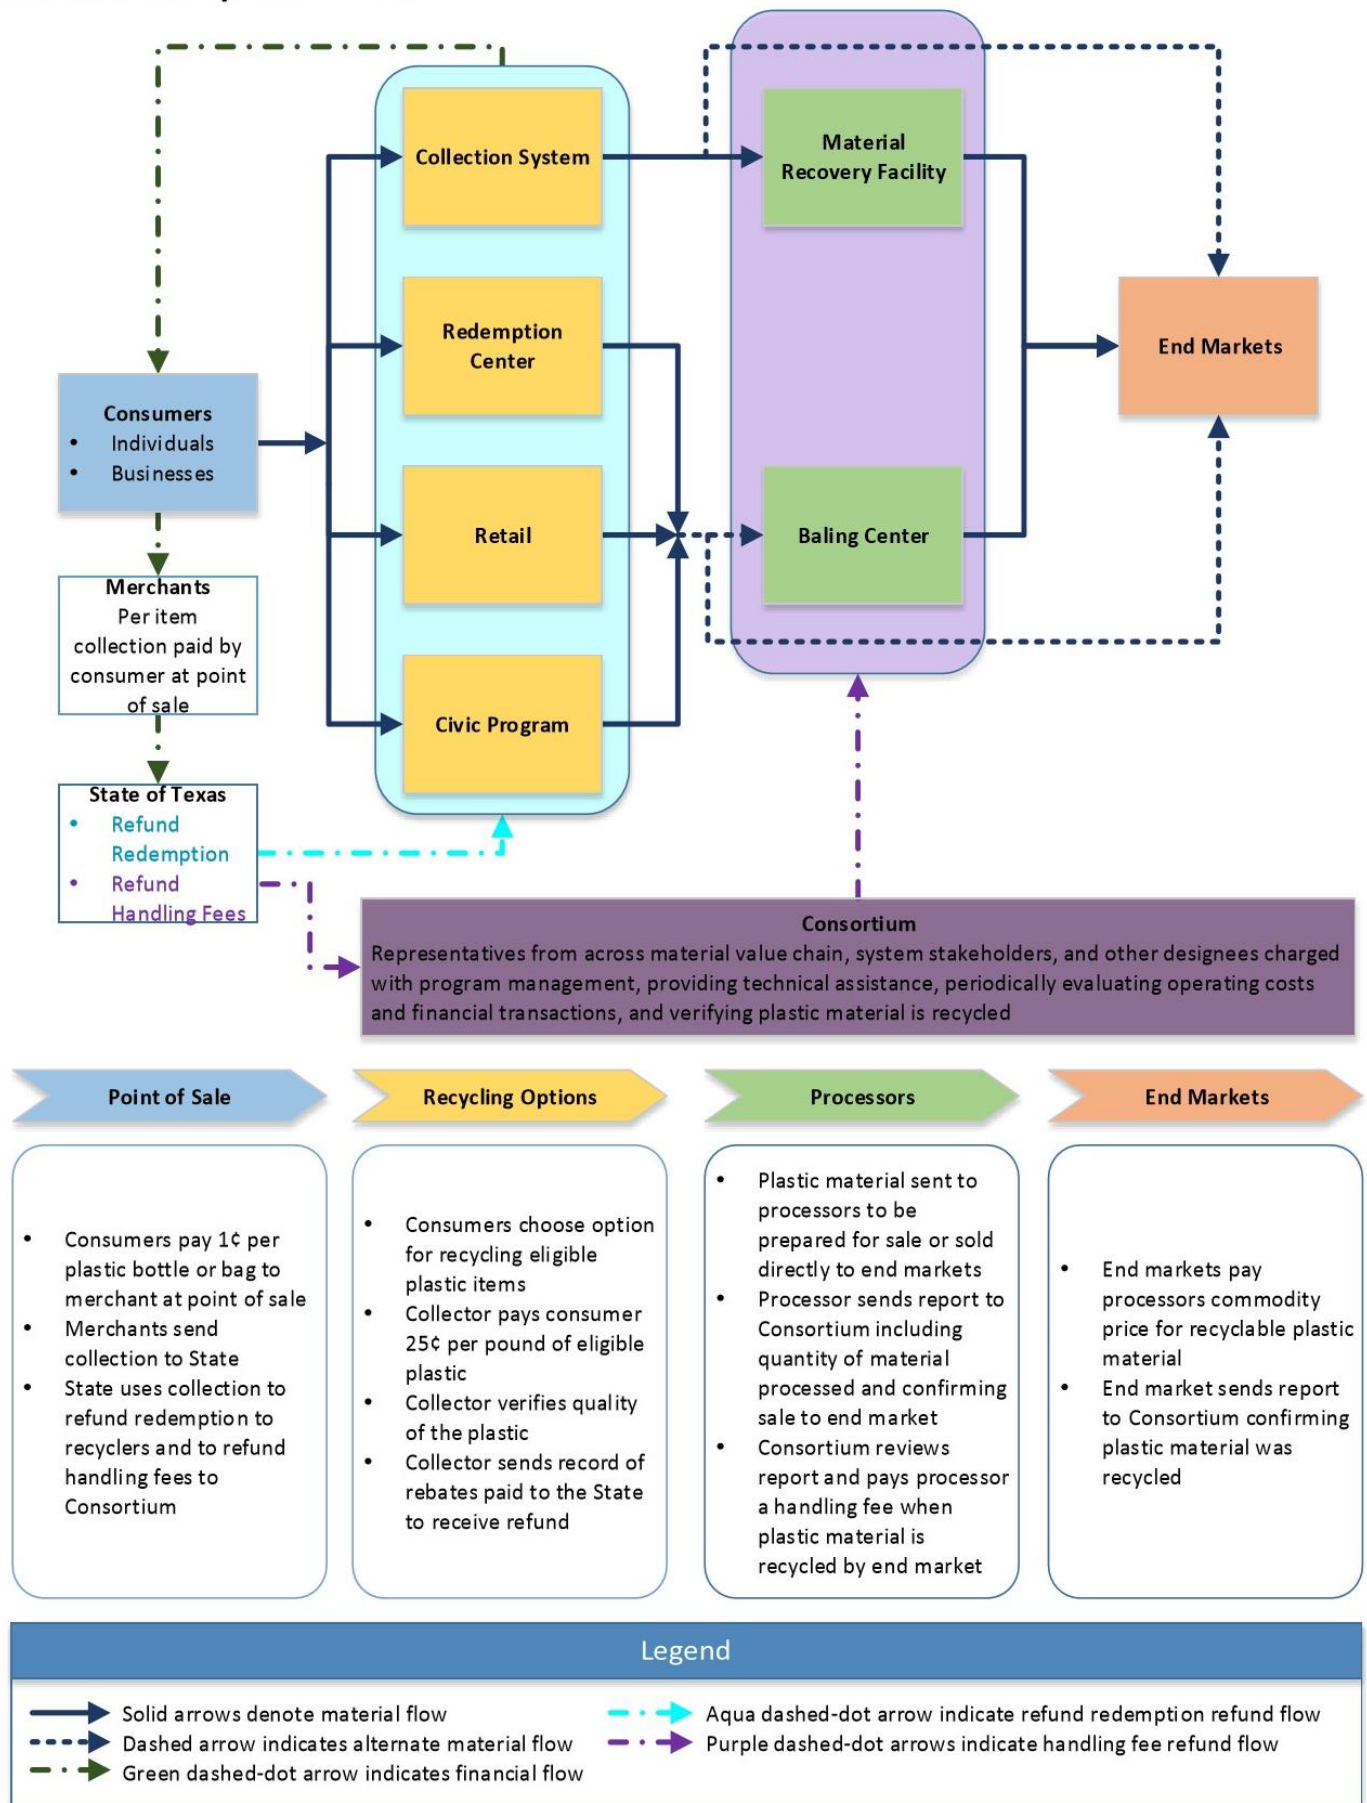 Collection System
Material
Recovery Facility
Redemption
Center
End Markets
Consumers
• Individuals
• Businesses
Retail
Baling Center
Merchants
Per item
collection paid by
consumer at point
of sale
Civic Program
State of Texas
• Refund
Redemption
• Refund
Handling Fees
Consortium
Representatives from across material value chain, system stakeholders, and other designees charged
with program management, providing technical assistance, periodically evaluating operating costs
and financial transactions, and verifying plastic material is recycled
Point of Sale
Recycling Options
Processors
End Markets
• Consumers pay 1¢ per
plastic bottle or bag to
merchant at point of sale
• Merchants send
collection to State
• State uses collection to
refund redemption to
recyclers and to refund
handling fees to
Consortium
• Consumers choose option
for recycling eligible
plastic items
• Collector pays consumer
25¢ per pound of eligible
plastic
• Collector verifies quality
of the plastic
• Collector sends record of
rebates paid to the State
to receive refund
• Plastic material sent to
processors to be
prepared for sale or sold
directly to end markets
• Processor sends report to
Consortium including
quantity of material
processed and confirming
sale to end market
• Consortium reviews
report and pays processor
a handling fee when
plastic material is
recycled by end market
• End markets pay
processors commodity
price for recyclable plastic
material
• End market sends report
to Consortium confirming
plastic material was
recycled
Legend
Solid arrows denote material flow
Dashed arrow indicates alternate material flow
Green dashed-dot arrow indicates financial flow
Aqua dashed-dot arrow indicate refund redemption refund flow
Purple dashed-dot arrows indicate handling fee refund flow